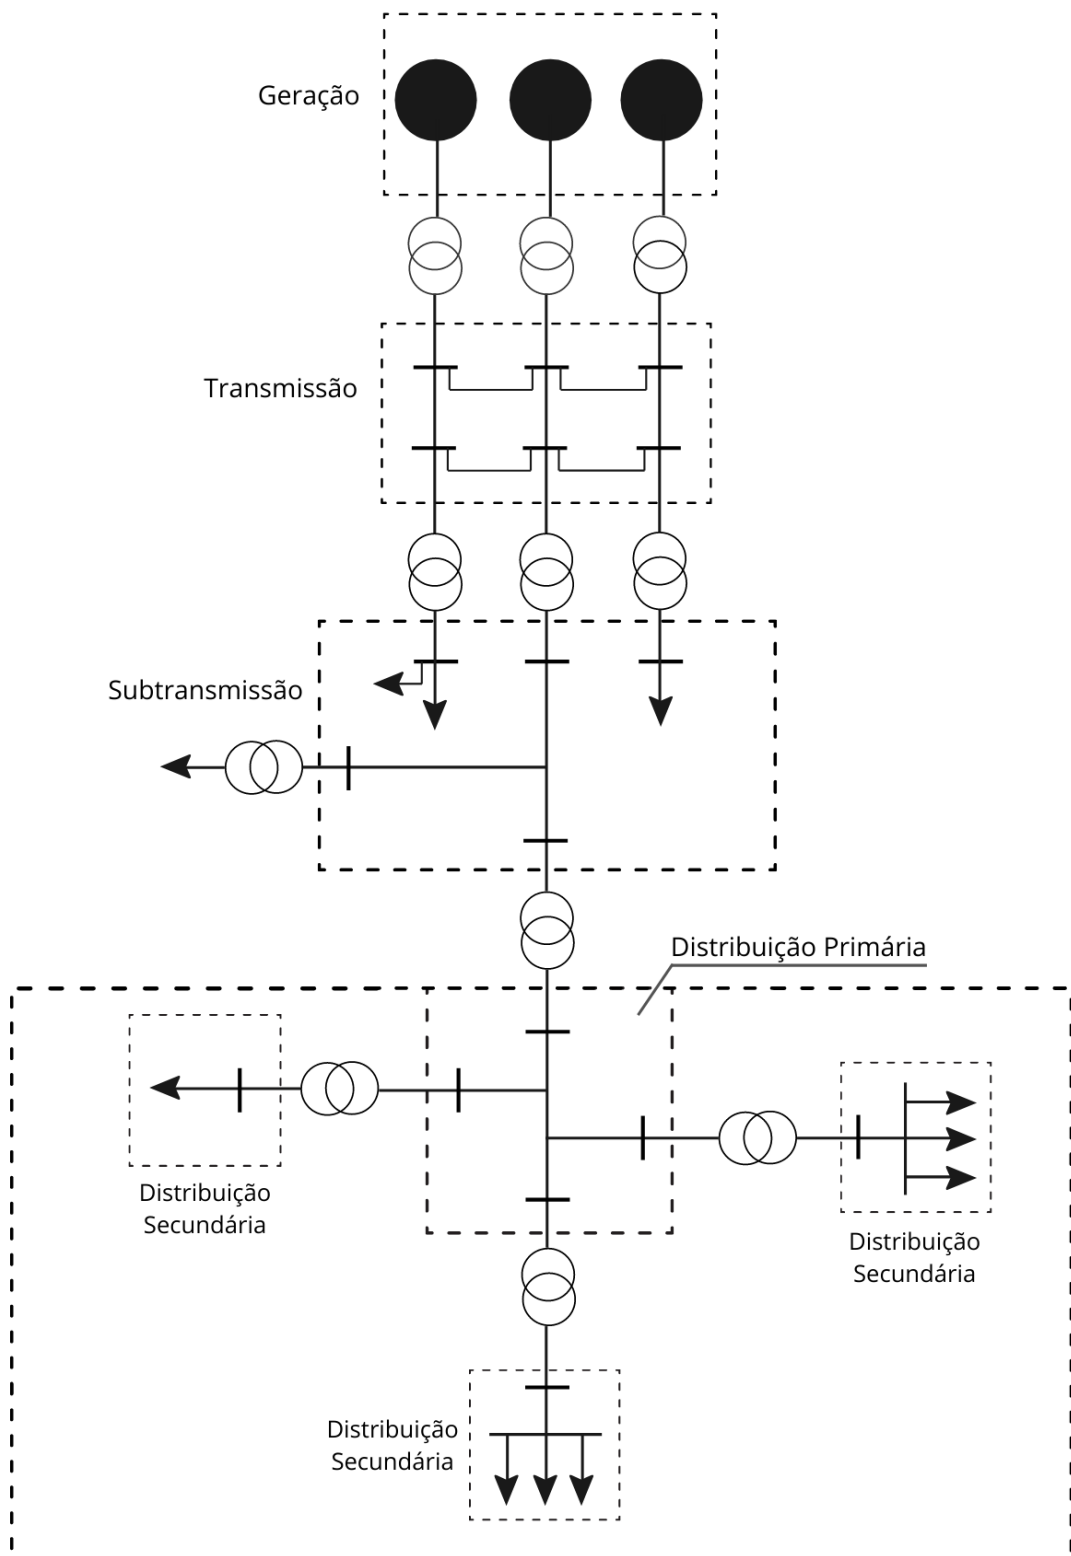 Geração
Transmissão
Subtransmissão
Distribuição Primária
Distribuição
Secundária
Distribuição
Secundária
Distribuição
Secundária